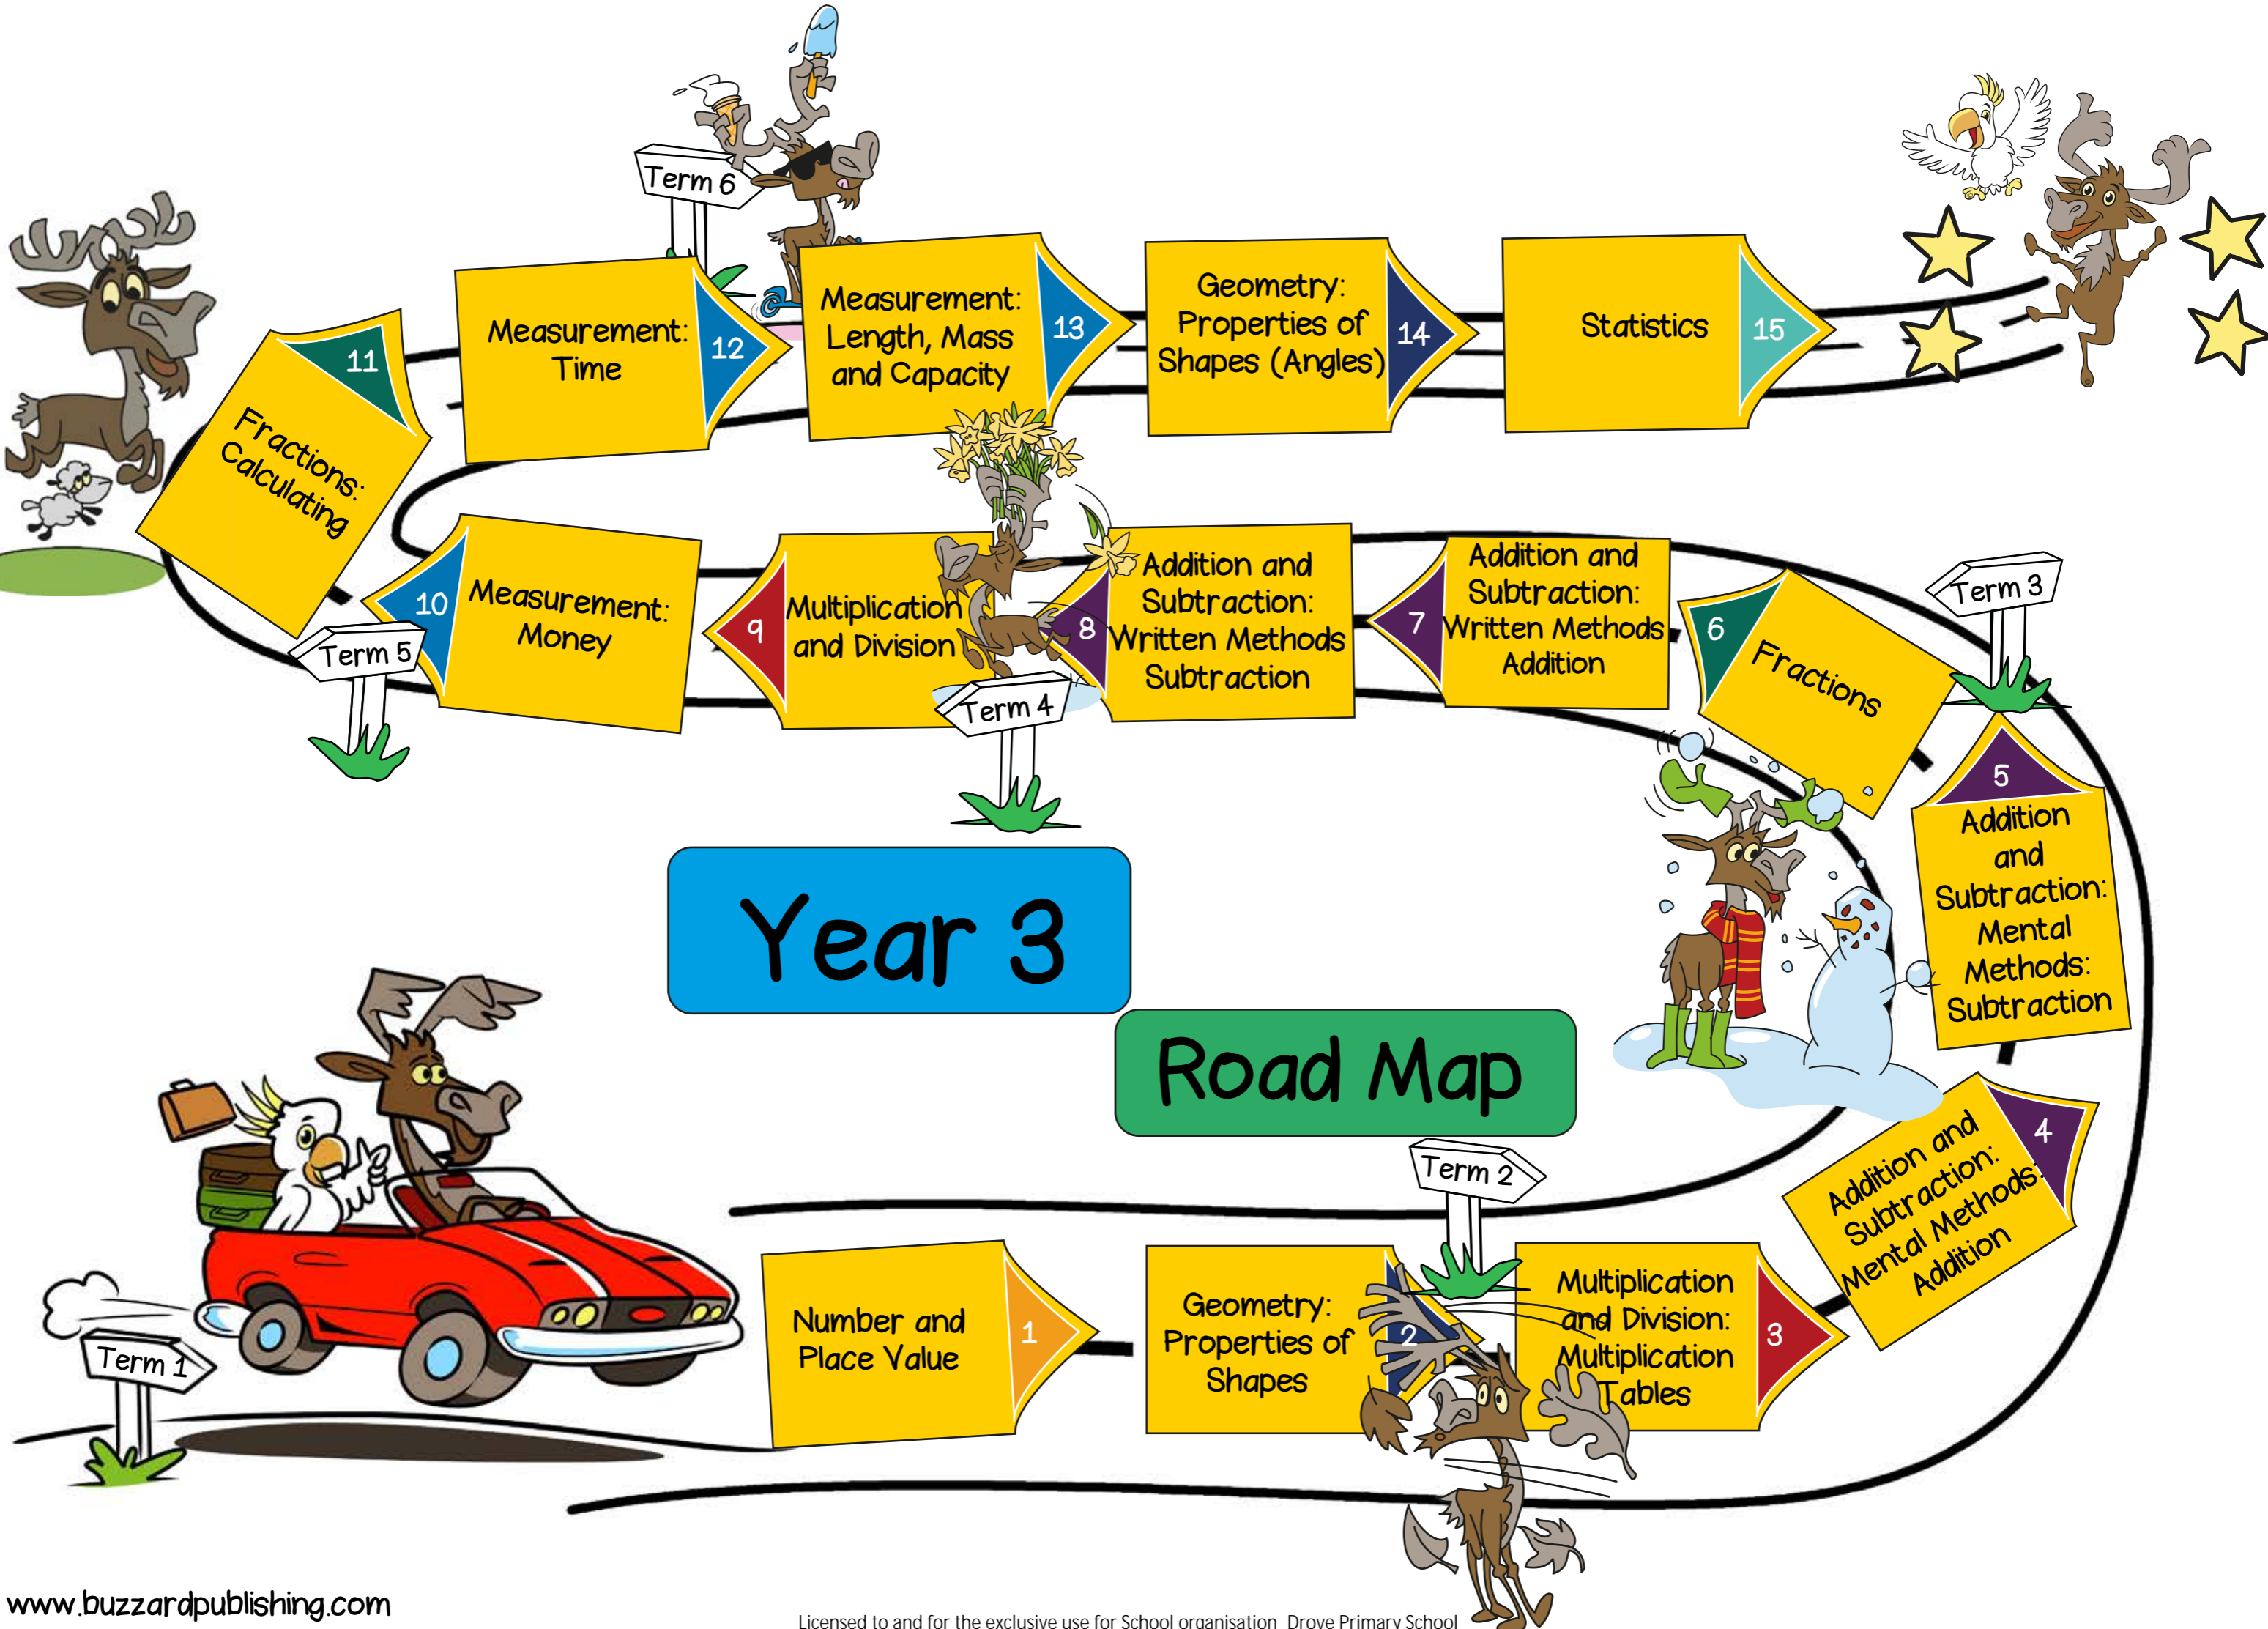 Term 1
Number and
Place Value
1
Geometry:
Properties of
Shapes
2
Term 2
Multiplication
and Division:
Multiplication
Tables
3
Addition and
Subtraction:
Mental Methods:
Addition
4
5
Addition
and
Subtraction:
Mental
Methods:
Subtraction
Term 3
6
Fractions
7
Addition and
Subtraction:
Written Methods
Addition
8
Addition and
Subtraction:
Written Methods
Subtraction
Term 4
9
Multiplication
and Division
10
Measurement:
Money
Term 5
11
Fractions:
Calculating
Measurement:
Time
12
Term 6
Measurement:
Length, Mass
and Capacity
13
Geometry:
Properties of
Shapes (Angles)
14
Statistics
15
Year 3
Road Map
www.buzzardpublishing.com
Licensed to and for the exclusive use for School organisation Drove Primary School